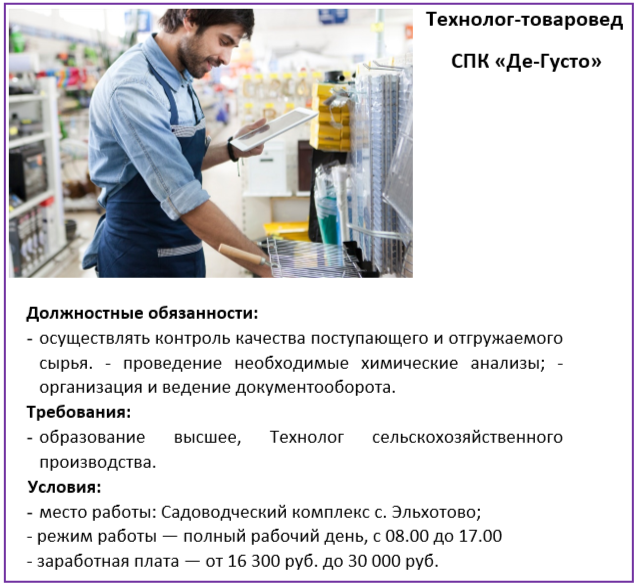 Технолог-товаровед
СПК «Де-Густо»
Должностные обязанности:
- осуществлять контроль качества поступающего и отгружаемого
сырья. - проведение необходимые химические анализы; -
организация и ведение документооборота.
Требования:
- образование высшее, Технолог сельскохозяйственного
производства.
Условия:
- место работы: Садоводческий комплекс с. Эльхотово;
- режим работы — полный рабочий день, с 08.00 до 17.00
- заработная плата — от 16 300 руб. до 30 000 руб.